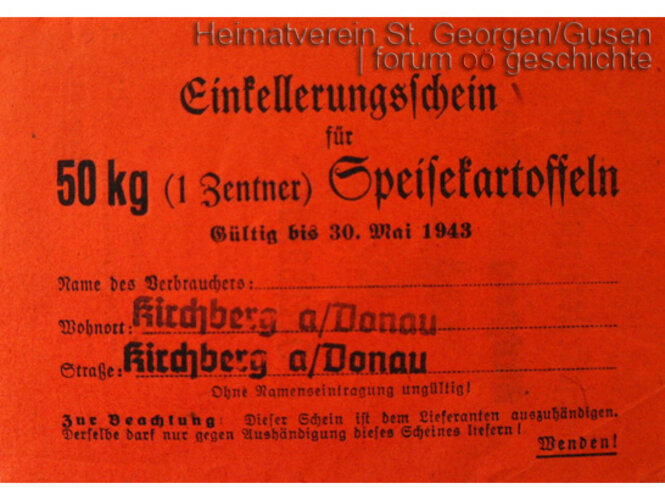 Heimatverein St. Georgen/Gusen
| forum oö geschichte
Einkellerungsschein
für
50 kg (1 Zentner) Speisekartoffeln
Gültig bis 30. Mai 1943
Name des Verbrauchers:
Wohnort: Kirchberg a/Donau
Straße: Kirchberg a/Donau
Ohne Namenseintragung ungültig!
Zur Beachtung: Dieser Schein ist dem Lieferanten auszuhändigen.
Derselbe darf nur gegen Aushändigung dieses Scheines liefern!
Wenden!